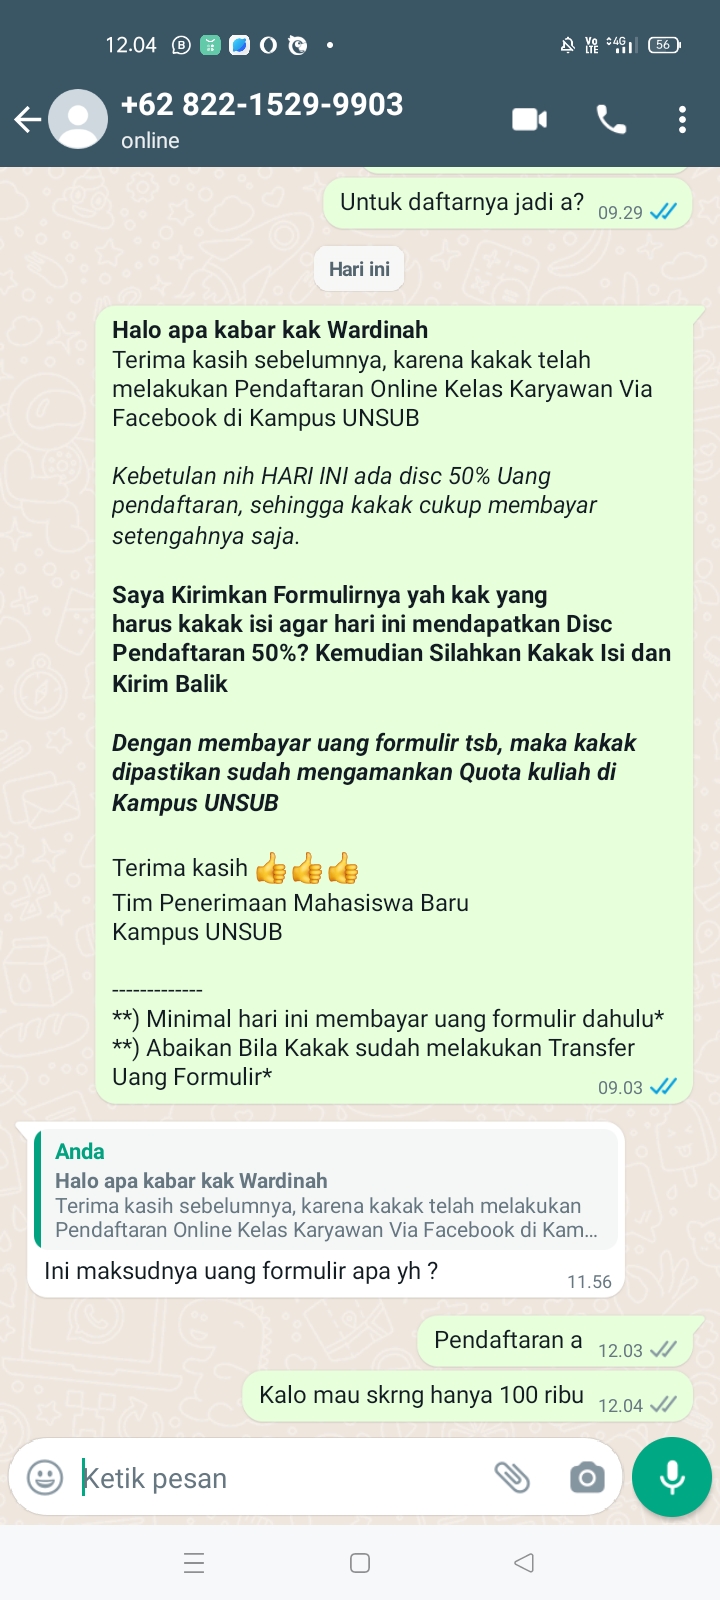 12.04
4G
56
+62 822-1529-9903
online
Untuk daftarnya jadi a?
09.29
Hari ini
Halo apa kabar kak Wardinah
Terima kasih sebelumnya, karena kakak telah
melakukan Pendaftaran Online Kelas Karyawan Via
Facebook di Kampus UNSUB
Kebetulan nih HARI INI ada disc 50% Uang
pendaftaran, sehingga kakak cukup membayar
setengahnya saja.
Saya Kirimkan Formulirnya yah kak yang
harus kakak isi agar hari ini mendapatkan Disc
Pendaftaran 50%? Kemudian Silahkan Kakak Isi dan
Kirim Balik
Dengan membayar uang formulir tsb, maka kakak
dipastikan sudah mengamankan Quota kuliah di
Kampus UNSUB
Terima kasih 👍👍👍
Tim Penerimaan Mahasiswa Baru
Kampus UNSUB
-------------
**) Minimal hari ini membayar uang formulir dahulu*
**) Abaikan Bila Kakak sudah melakukan Transfer
Uang Formulir*
09.03
Anda
Halo apa kabar kak Wardinah
Terima kasih sebelumnya, karena kakak telah melakukan
Pendaftaran Online Kelas Karyawan Via Facebook di Kam...
Ini maksudnya uang formulir apa yh ?
11.56
Pendaftaran a
12.03
Kalo mau skrng hanya 100 ribu
12.04
Ketik pesan